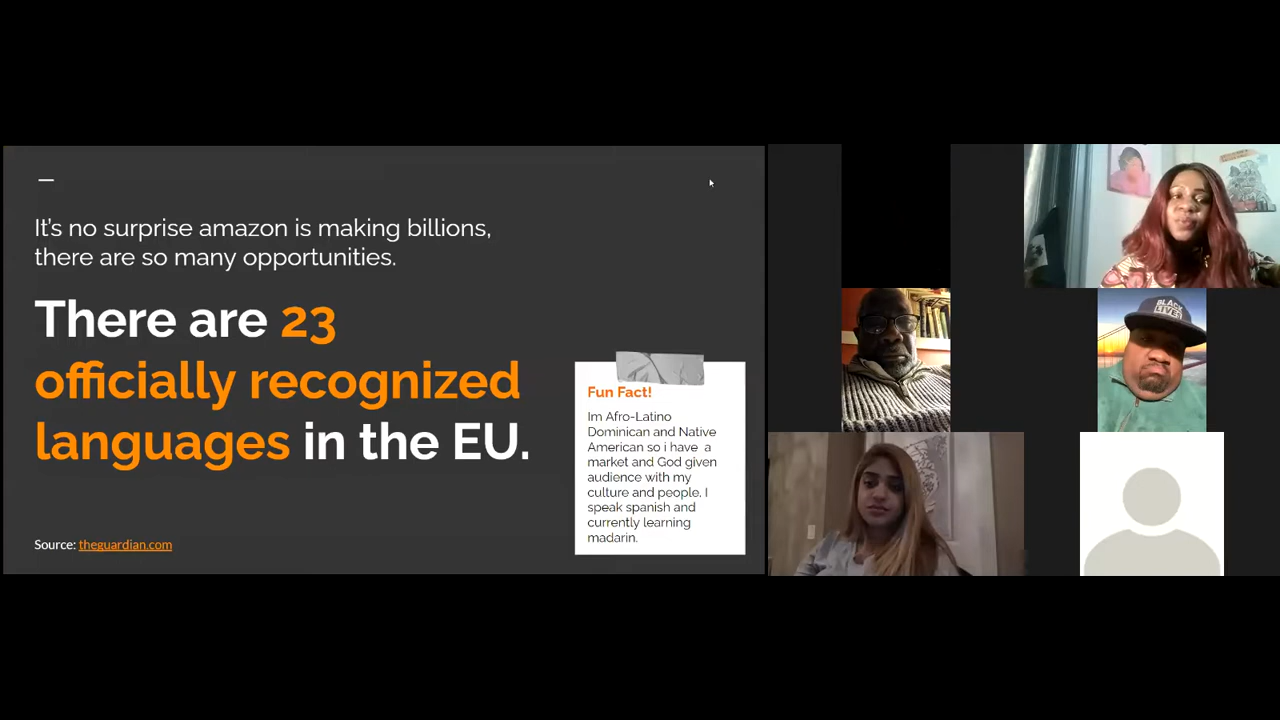 It's no surprise amazon is making billions,
there are so many opportunities.
There are 23
officially recognized
languages in the EU.
Fun Fact!
Im Afro-Latino
Dominican and Native
American so i have a
market and God given
audience with my
culture and people. I
speak spanish and
currently learning
madarin.
Source: theguardian.com
BLACK